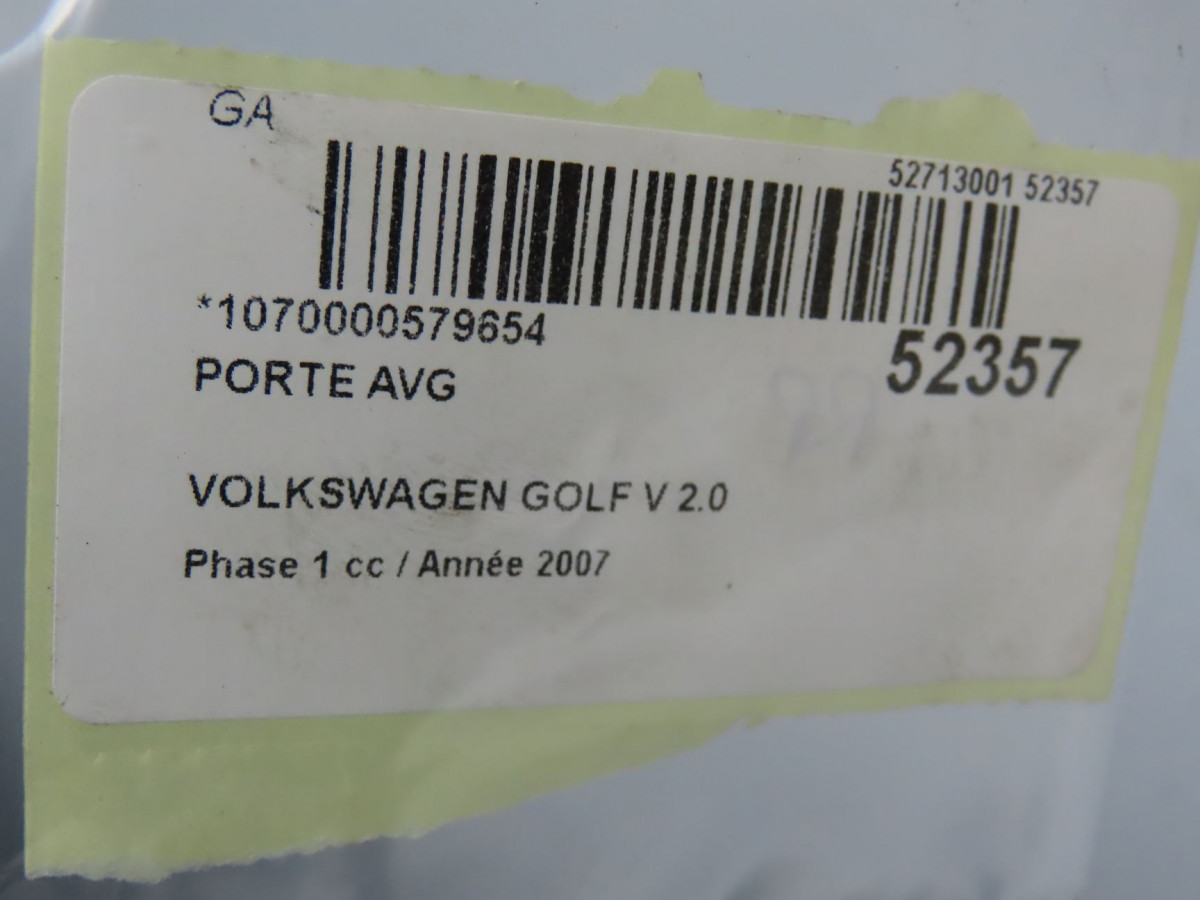 GA
52713001 52357
*1070000579654
52357
PORTE AVG
VOLKSWAGEN GOLF V 2.0
Phase 1 cc / Année 2007